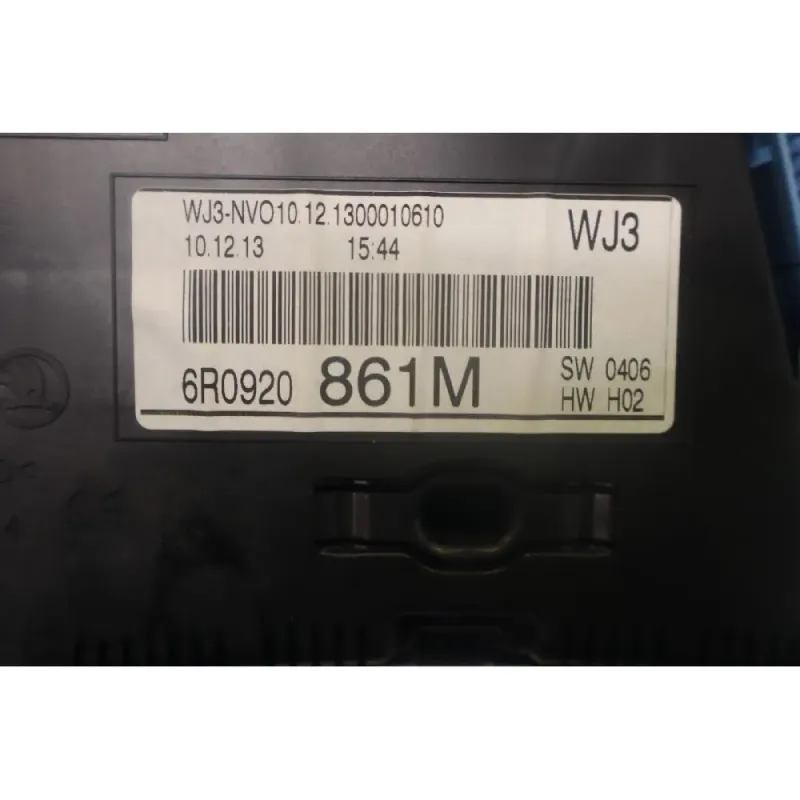 WJ3-NVO10.12.1300010610
WJ3
10.12.13 15:44
6R0920 861M
SW 0406
HW H02